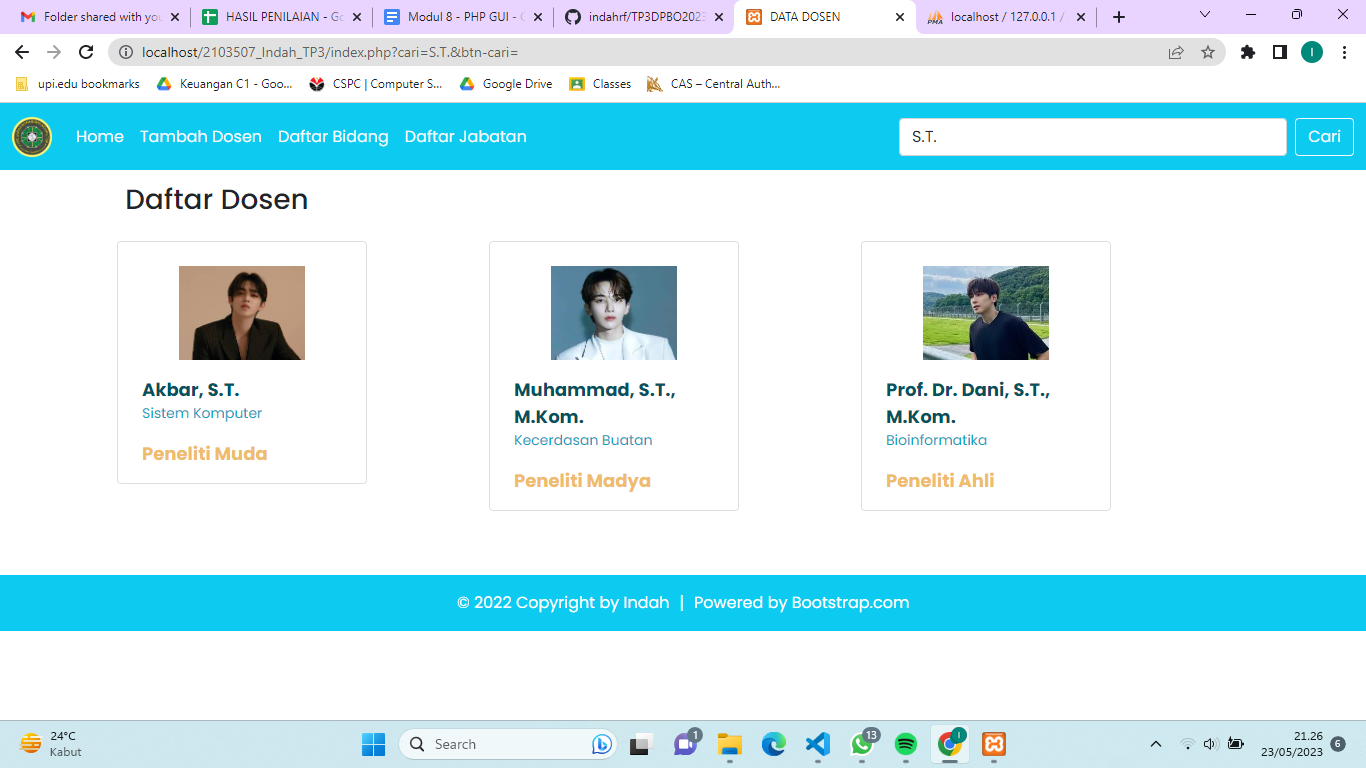 Folder shared with you
HASIL PENILAIAN - Go
Modul 8 - PHP GUI - G
indahrf/TP3DPBO2023
DATA DOSEN
localhost / 127.0.0.1 /
localhost/2103507_Indah_TP3/index.php?cari=S.T.&btn-cari=
I
upi.edu bookmarks
Keuangan C1 - Goo...
CSPC | Computer S...
Google Drive
Classes
CAS – Central Auth...
Home
Tambah Dosen
Daftar Bidang
Daftar Jabatan
S.T.
Cari
Daftar Dosen
Akbar, S.T.
Sistem Komputer
Peneliti Muda
Muhammad, S.T.,
M.Kom.
Kecerdasan Buatan
Peneliti Madya
Prof. Dr. Dani, S.T.,
M.Kom.
Bioinformatika
Peneliti Ahli
© 2022 Copyright by Indah | Powered by Bootstrap.com
24°C
Kabut
Search
1
13
I
21.26
23/05/2023
6